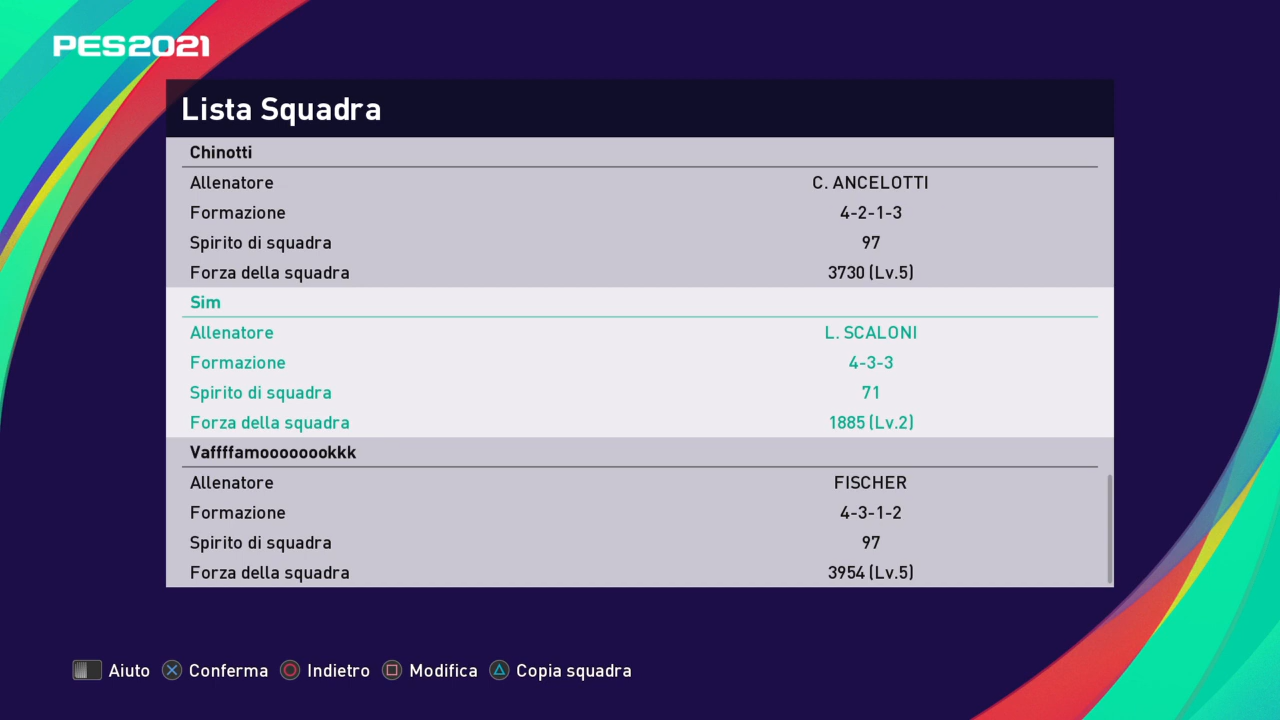 PES2021
Lista Squadra
Chinotti
Allenatore C. ANCELOTTI
Formazione 4-2-1-3
Spirito di squadra 97
Forza della squadra 3730 (Lv.5)
Sim
Allenatore L. SCALONI
Formazione 4-3-3
Spirito di squadra 71
Forza della squadra 1885 (Lv.2)
Vaffffamoooooookkk
Allenatore FISCHER
Formazione 4-3-1-2
Spirito di squadra 97
Forza della squadra 3954 (Lv.5)
Aiuto Conferma Indietro Modifica Copia squadra